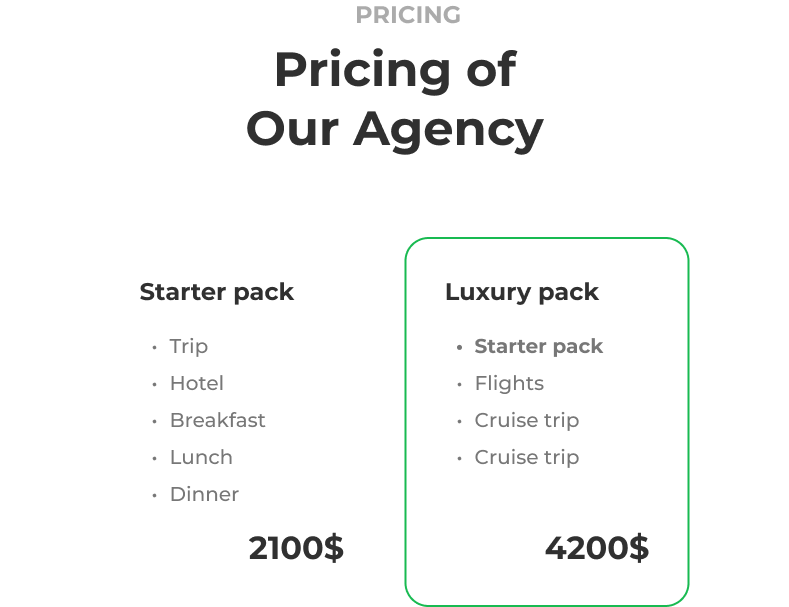 PRICING
Pricing of
Our Agency
Starter pack
• Trip
• Hotel
• Breakfast
• Lunch
• Dinner
2100$
Luxury pack
• Starter pack
• Flights
• Cruise trip
• Cruise trip
4200$